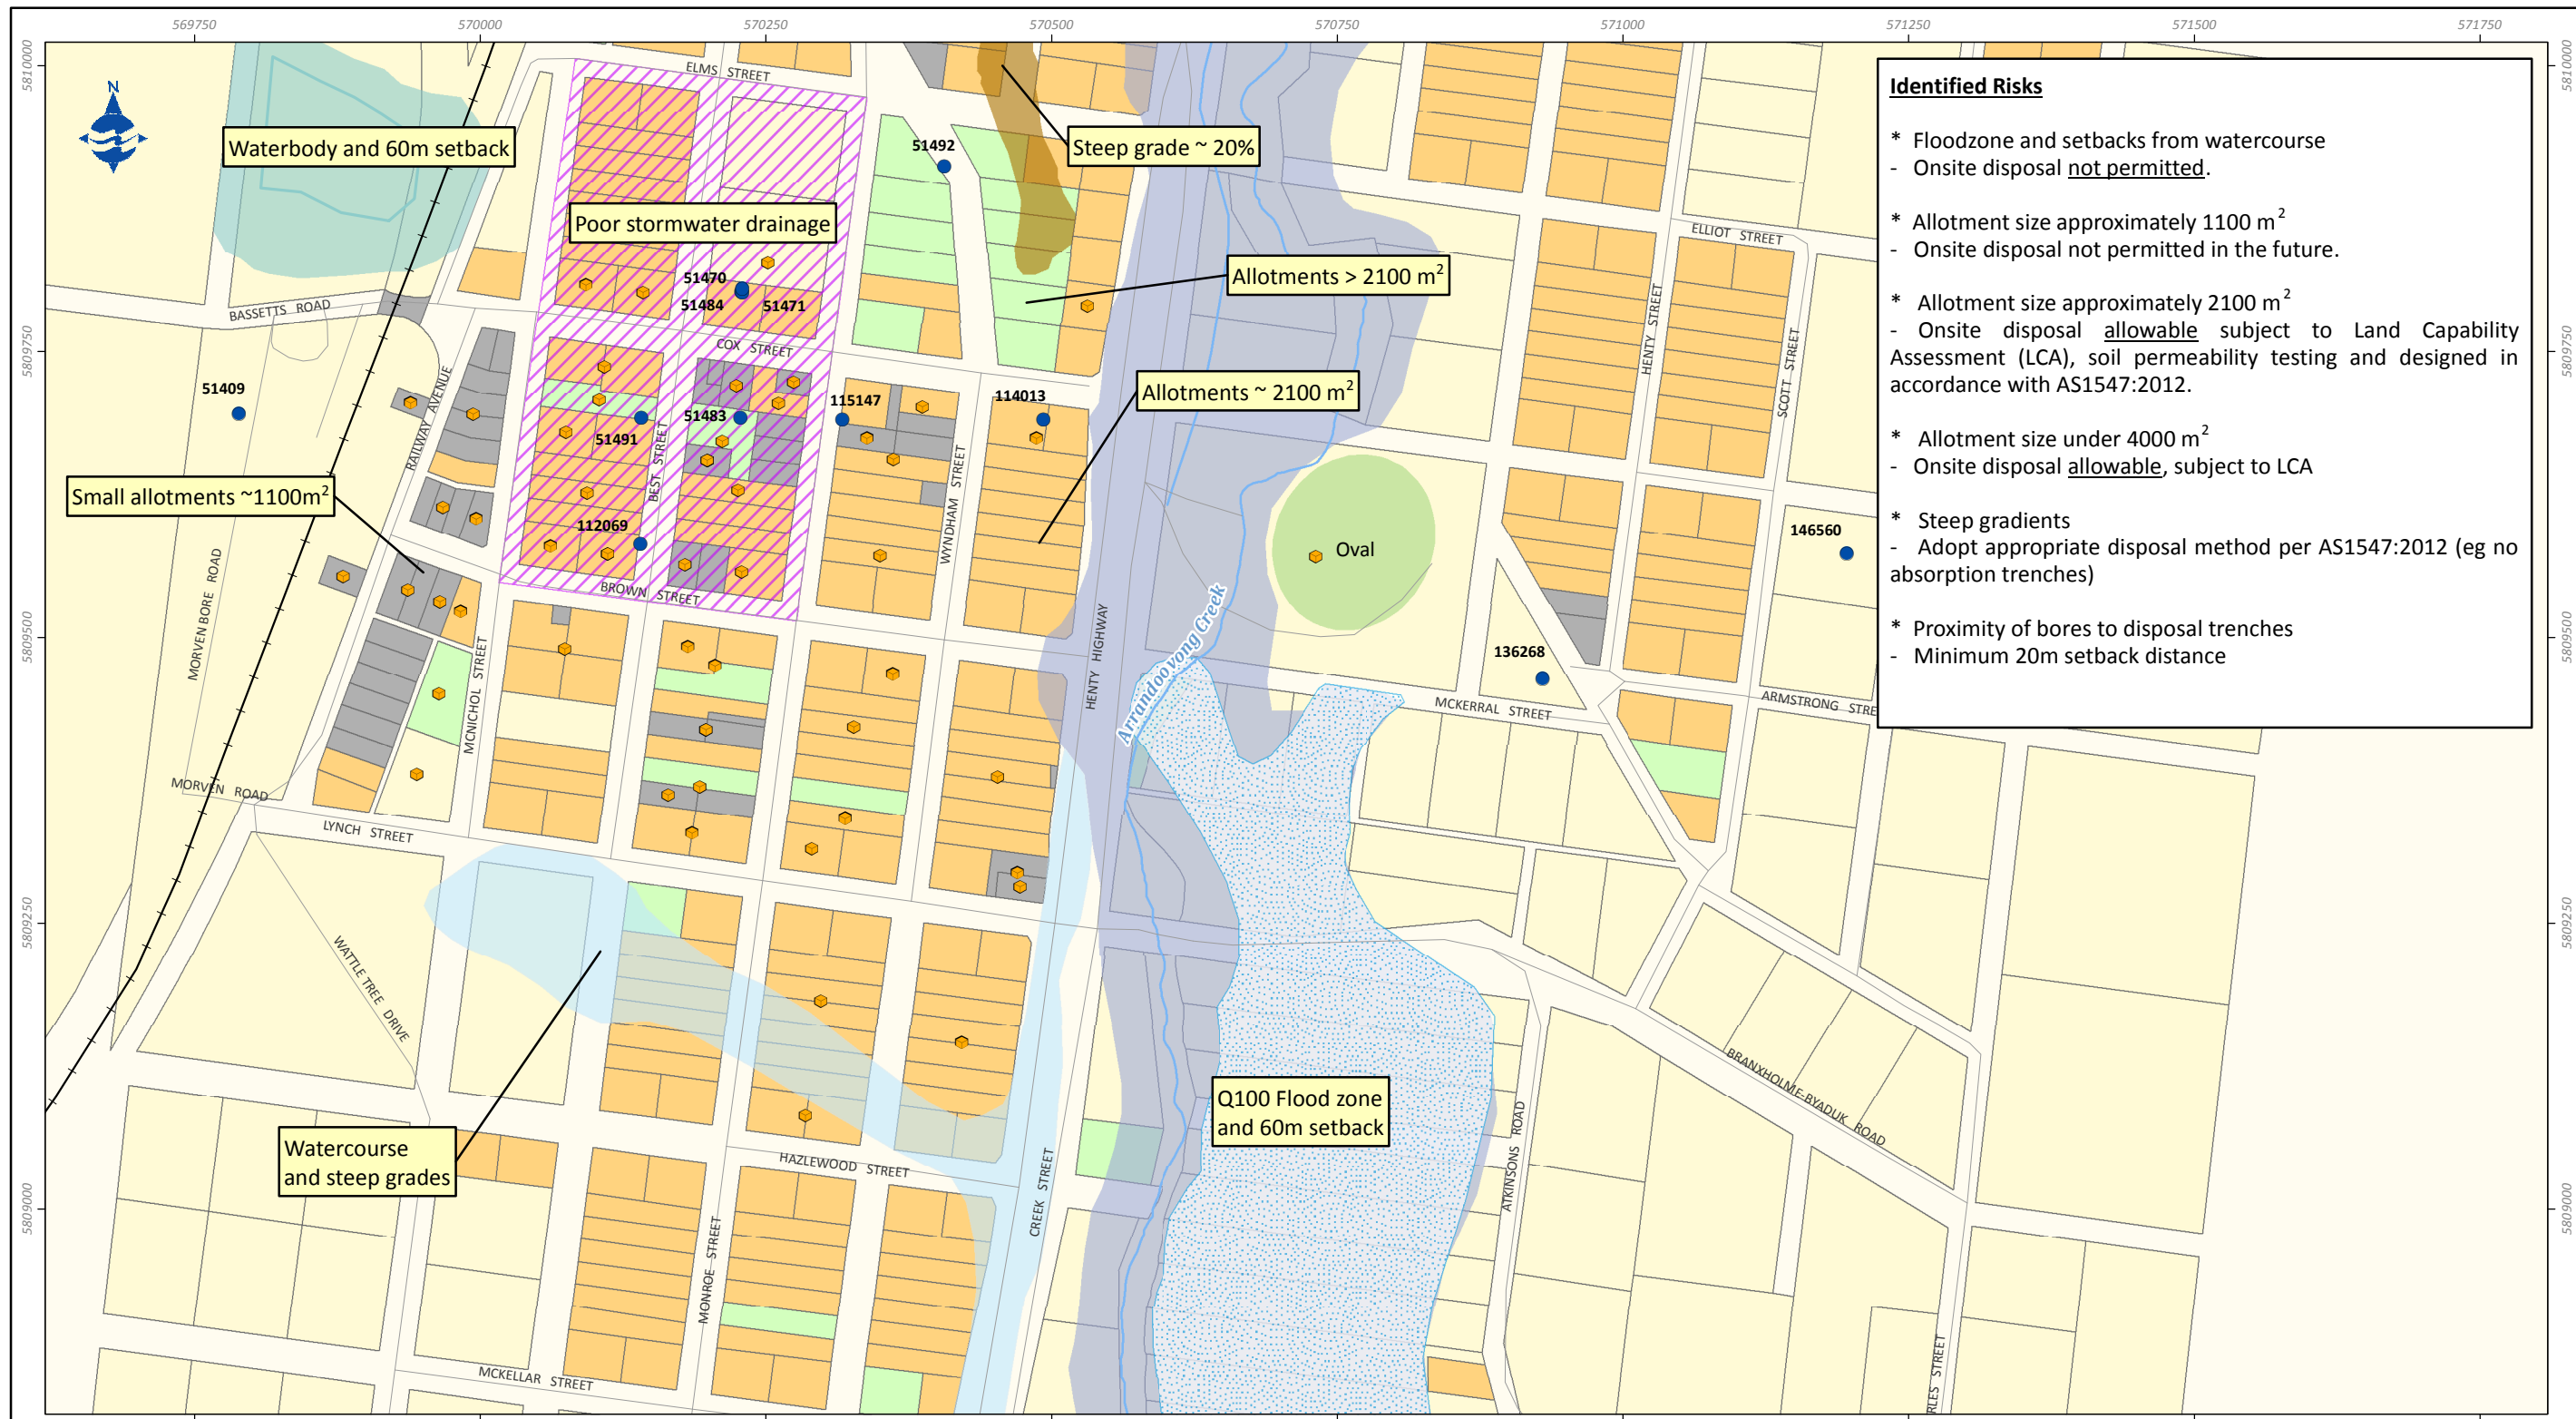 569750
570000
570250
570500
570750
571000
571250
571500
571750
5810000
5809750
5809500
5809250
5809000
5810000
5809750
5809500
5809250
5809000
N
Waterbody and 60m setback
ELMS STREET
Poor stormwater drainage
51492
Steep grade ~ 20%
Allotments > 2100 m²
51470
51484
51471
BASSETTS ROAD
COX STREET
51409
RAILWAY AVENUE
51491
51483
115147
114013
Allotments ~ 2100 m²
BEST STREET
WYNDHAM STREET
Small allotments ~1100m²
112069
MORVEN BORE ROAD
BROWN STREET
HENTY HIGHWAY
Arrandoovong Creek
Oval
ELLIOT STREET
HENTY STREET
SCOTT STREET
146560
136268
MCKERRAL STREET
ARMSTRONG STRE
MCNICHOL STREET
MORVEN ROAD
LYNCH STREET
WATTLE TREE DRIVE
Watercourse
and steep grades
HAZLEWOOD STREET
MONROE STREET
CREEK STREET
MCKELLAR STREET
Q100 Flood zone
and 60m setback
ATKINSONS ROAD
BRANXHOLME-BYADUK ROAD
RLES STREET
Identified Risks
* Floodzone and setbacks from watercourse
- Onsite disposal not permitted.
* Allotment size approximately 1100 m²
- Onsite disposal not permitted in the future.
* Allotment size approximately 2100 m²
- Onsite disposal allowable subject to Land Capability
Assessment (LCA), soil permeability testing and designed in
accordance with AS1547:2012.
* Allotment size under 4000 m²
- Onsite disposal allowable, subject to LCA
* Steep gradients
- Adopt appropriate disposal method per AS1547:2012 (eg no
absorption trenches)
* Proximity of bores to disposal trenches
- Minimum 20m setback distance